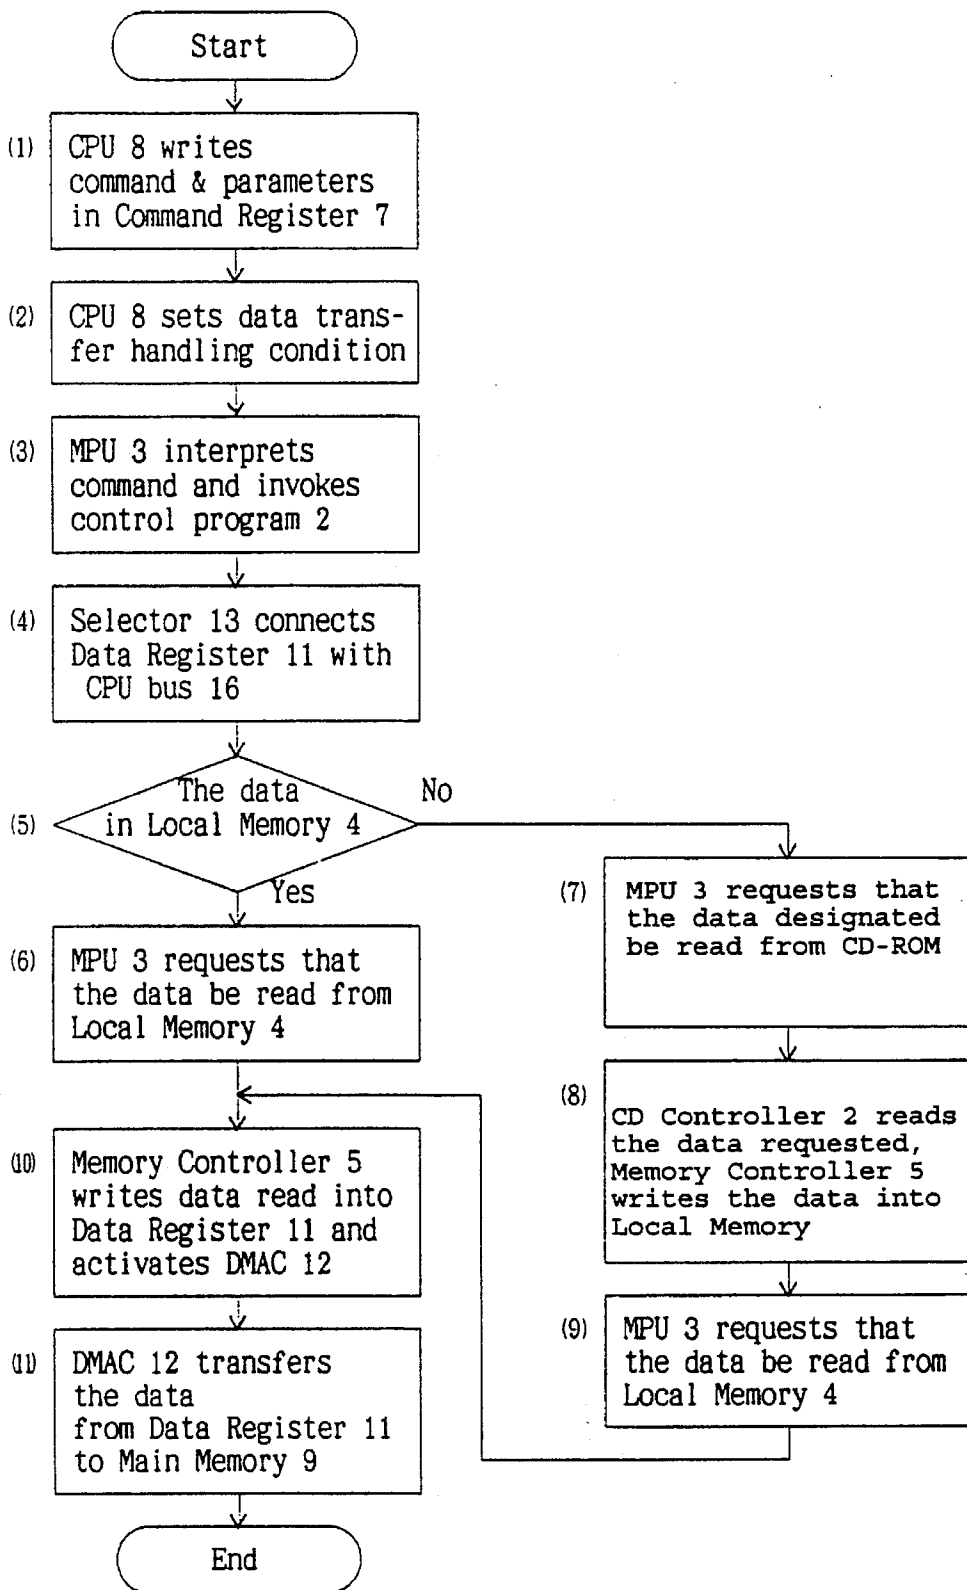 Start
(1)
CPU 8 writes
command & parameters
in Command Register 7
(2)
CPU 8 sets data trans-
fer handling condition
(3)
MPU 3 interprets
command and invokes
control program 2
(4)
Selector 13 connects
Data Register 11 with
CPU bus 16
(5)
The data
in Local Memory 4
No
Yes
(6)
MPU 3 requests that
the data be read from
Local Memory 4
(7)
MPU 3 requests that
the data designated
be read from CD-ROM
(8)
CD Controller 2 reads
the data requested,
Memory Controller 5
writes the data into
Local Memory
(9)
MPU 3 requests that
the data be read from
Local Memory 4
(10)
Memory Controller 5
writes data read into
Data Register 11 and
activates DMAC 12
(11)
DMAC 12 transfers
the data
from Data Register 11
to Main Memory 9
End